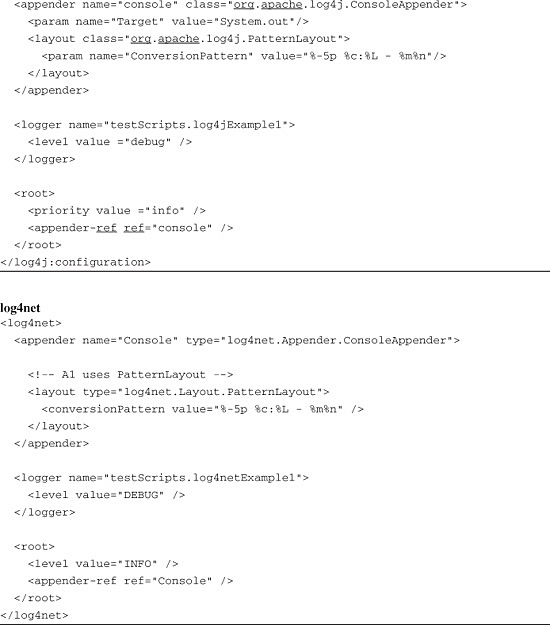 <appender name="console" class="org.apache.log4j.ConsoleAppender">
<param name="Target" value="System.out"/>
<layout class="org.apache.log4j.PatternLayout">
<param name="ConversionPattern" value="%-5p %c:%L - %m%n"/>
</layout>
</appender>
<logger name="testScripts.log4jExample1">
<level value ="debug" />
</logger>
<root>
<priority value ="info" />
<appender-ref ref="console" />
</root>
</log4j:configuration>
log4net
<log4net>
<appender name="Console" type="log4net.Appender.ConsoleAppender">
<!-- A1 uses PatternLayout -->
<layout type="log4net.Layout.PatternLayout">
<conversionPattern value="%-5p %c:%L - %m%n" />
</layout>
</appender>
<logger name="testScripts.log4netExample1">
<level value="DEBUG" />
</logger>
<root>
<level value="INFO" />
<appender-ref ref="Console" />
</root>
</log4net>